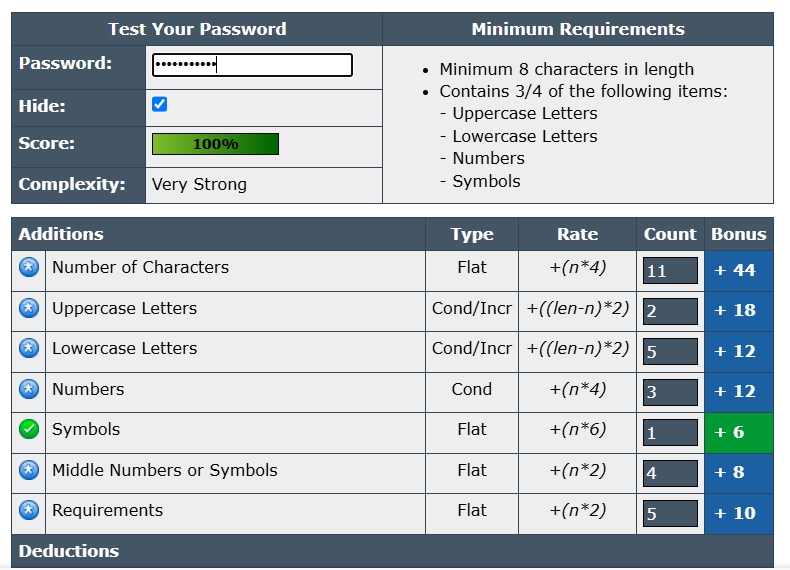 Test Your Password
Minimum Requirements
Password:
•••••••••••
Hide:
Score:
100%
Complexity:
Very Strong
• Minimum 8 characters in length
• Contains 3/4 of the following items:
- Uppercase Letters
- Lowercase Letters
- Numbers
- Symbols
Additions Type Rate Count Bonus
Number of Characters Flat +(n*4) 11 + 44
Uppercase Letters Cond/Incr +((len-n)*2) 2 + 18
Lowercase Letters Cond/Incr +((len-n)*2) 5 + 12
Numbers Cond +(n*4) 3 + 12
Symbols Flat +(n*6) 1 + 6
Middle Numbers or Symbols Flat +(n*2) 4 + 8
Requirements Flat +(n*2) 5 + 10
Deductions